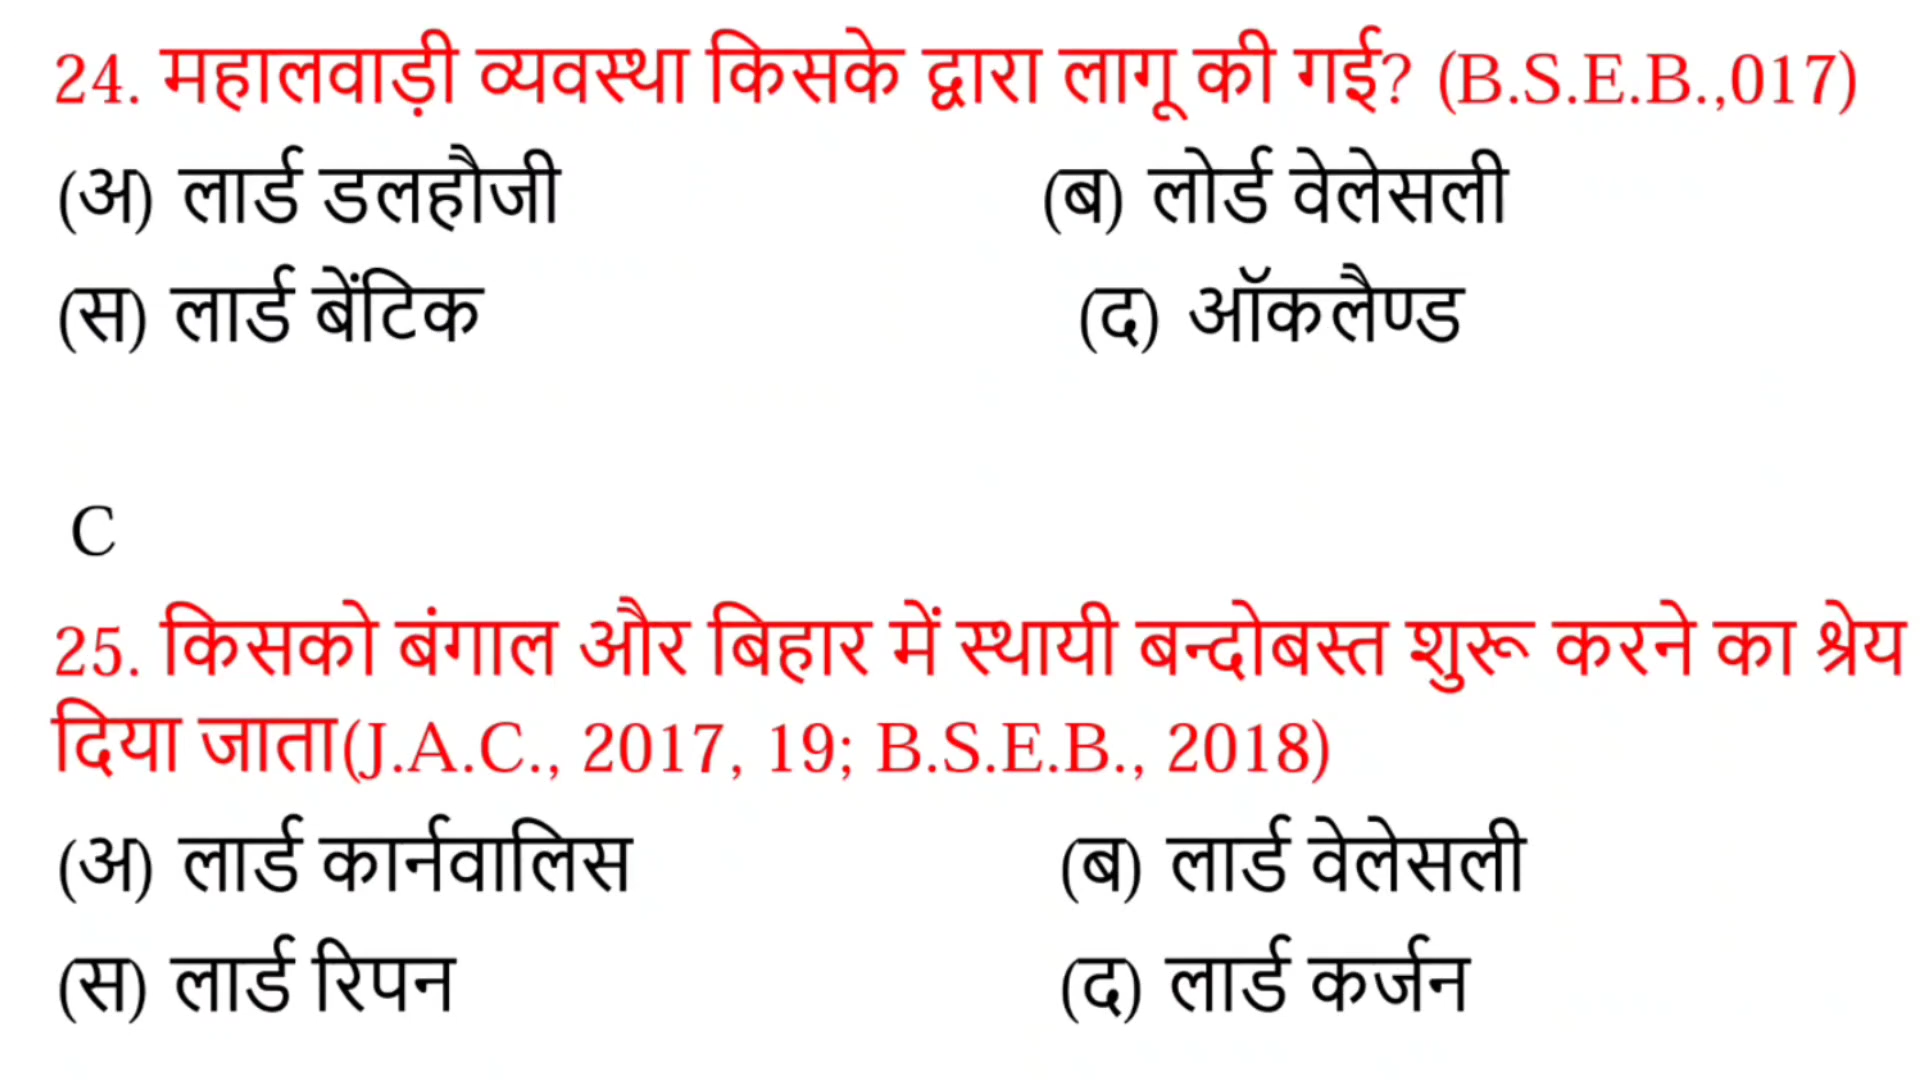 24. महालवाड़ी व्यवस्था किसके द्वारा लागू की गई? (B.S.E.B.,017)
(अ) लार्ड डलहौजी (ब) लोर्ड वेलेसली
(स) लार्ड बेंटिक (द) ऑकलैण्ड
C
25. किसको बंगाल और बिहार में स्थायी बन्दोबस्त शुरू करने का श्रेय
दिया जाता(J.A.C., 2017, 19; B.S.E.B., 2018)
(अ) लार्ड कार्नवालिस (ब) लार्ड वेलेसली
(स) लार्ड रिपन (द) लार्ड कर्जन